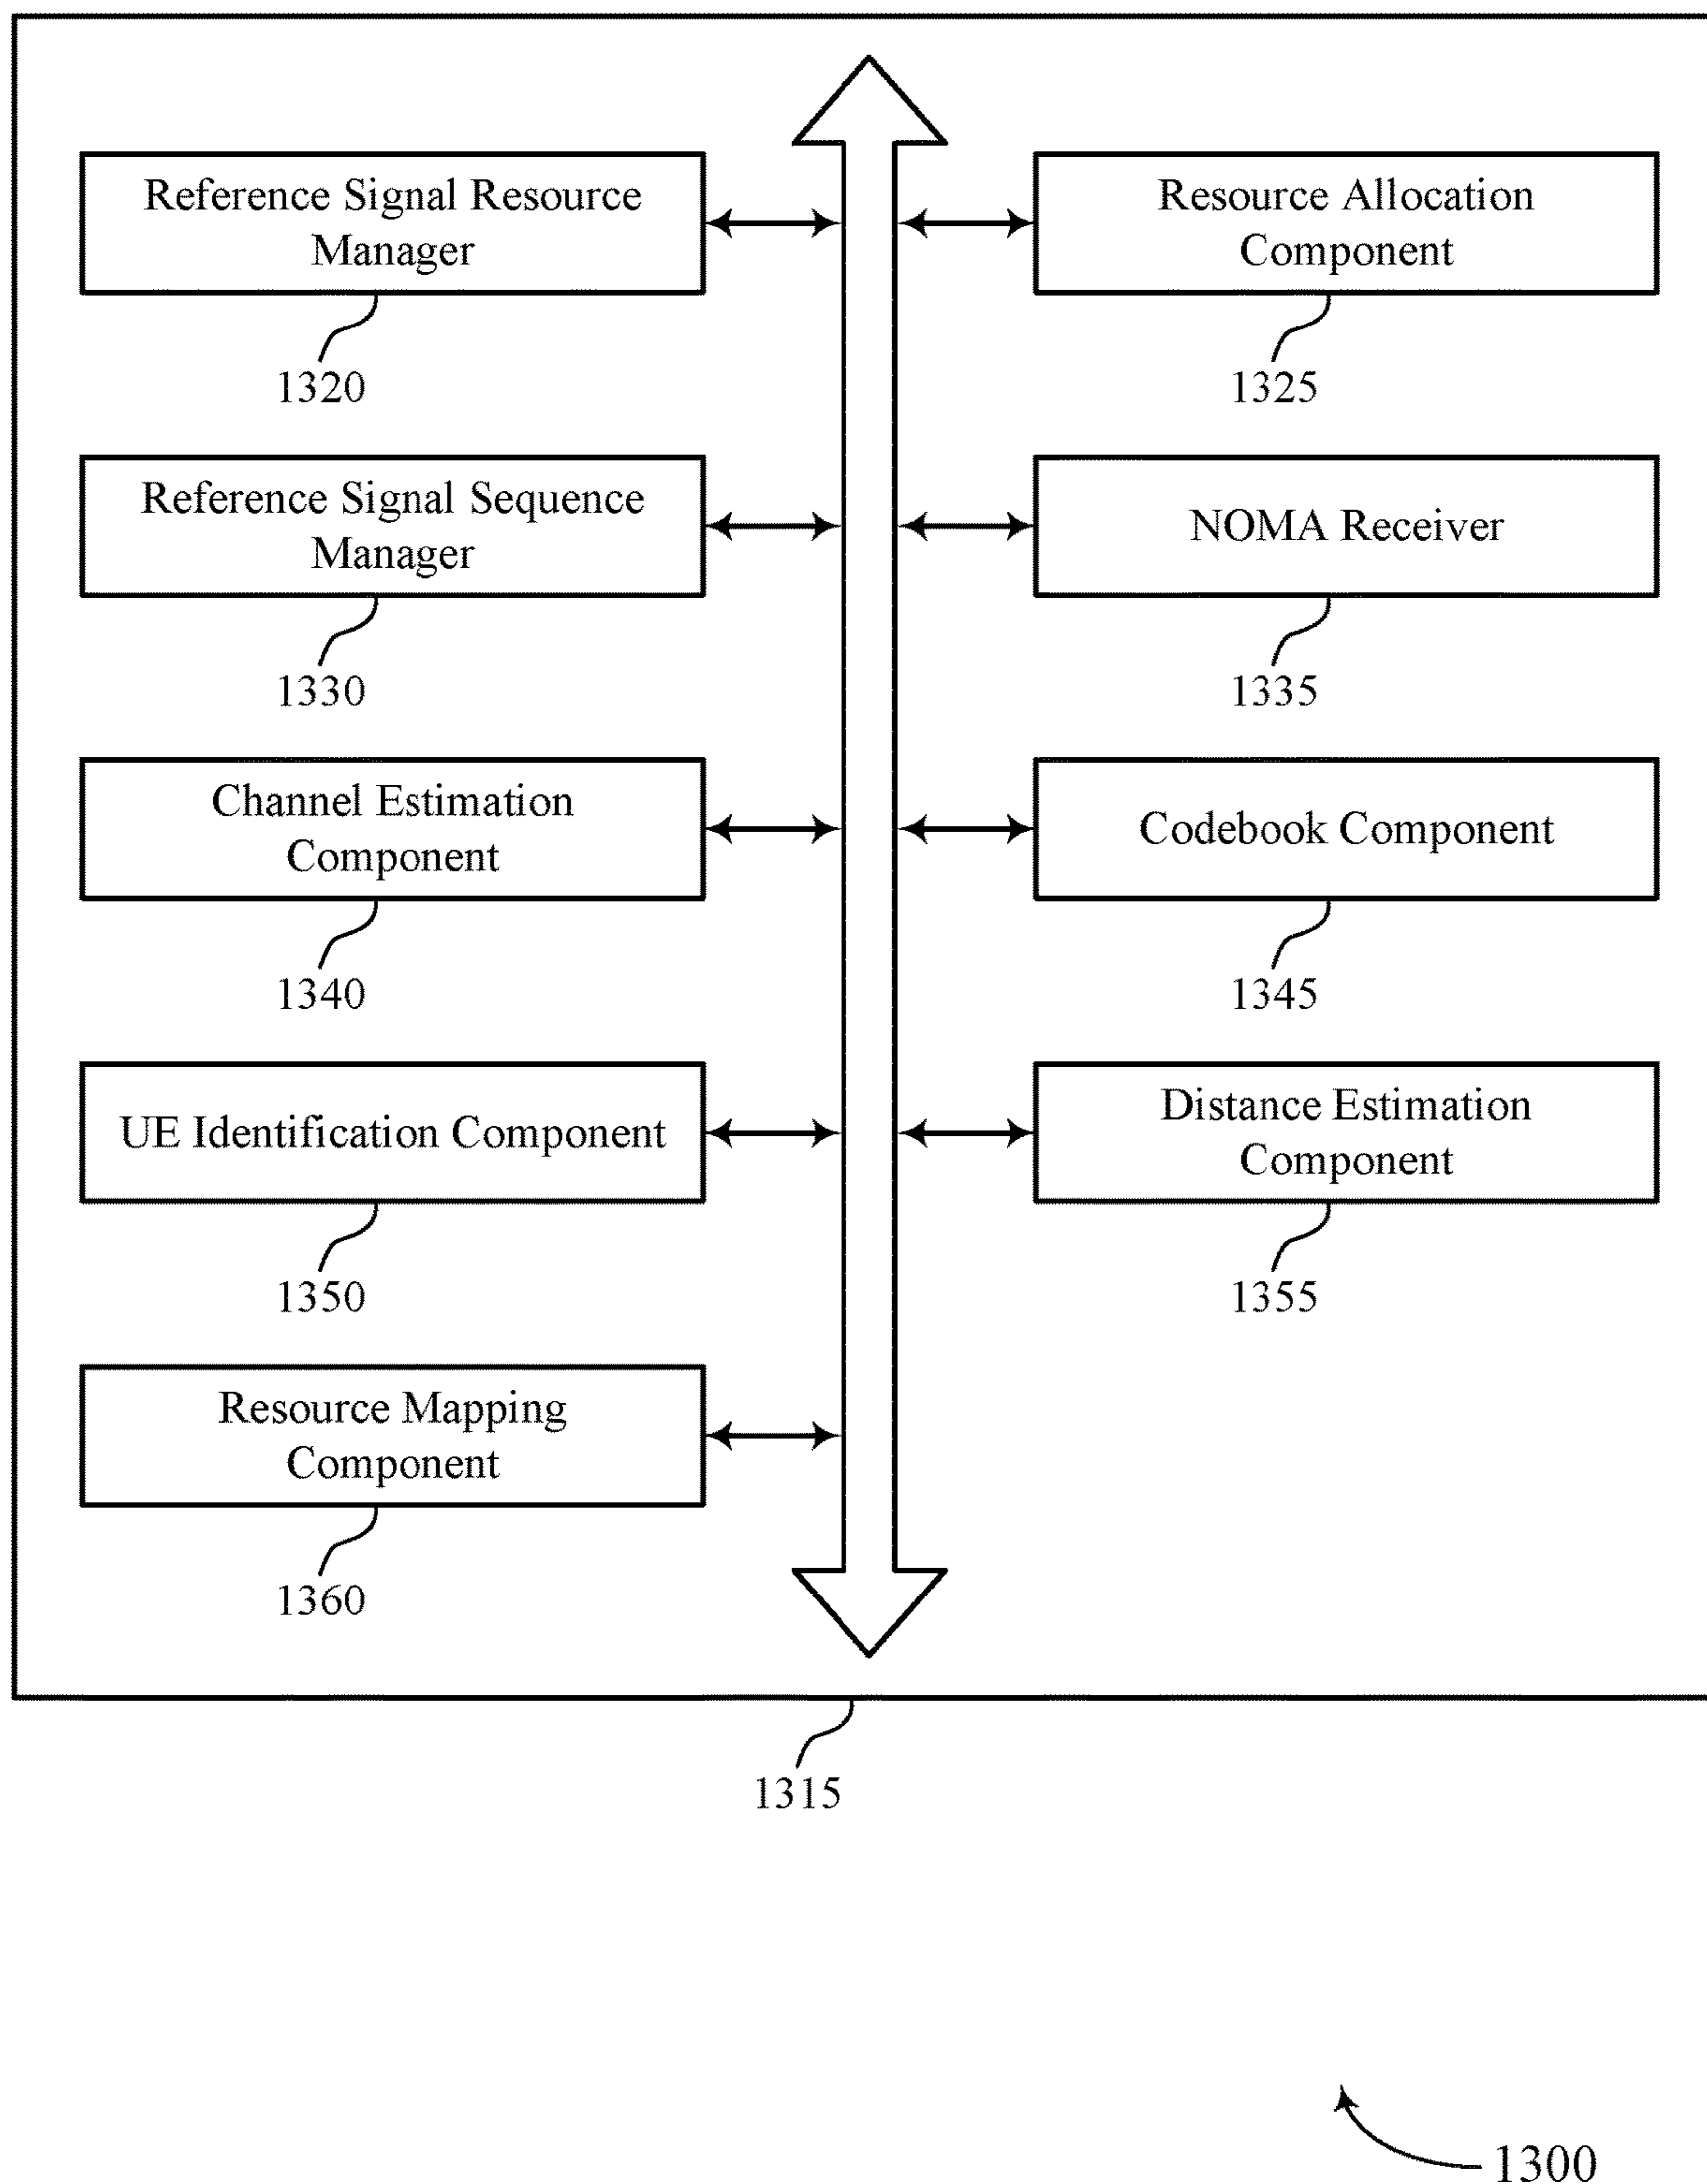 Reference Signal Resource
Manager
1320
Resource Allocation
Component
1325
Reference Signal Sequence
Manager
1330
NOMA Receiver
1335
Channel Estimation
Component
1340
Codebook Component
1345
UE Identification Component
1350
Distance Estimation
Component
1355
Resource Mapping
Component
1360
1315
1300